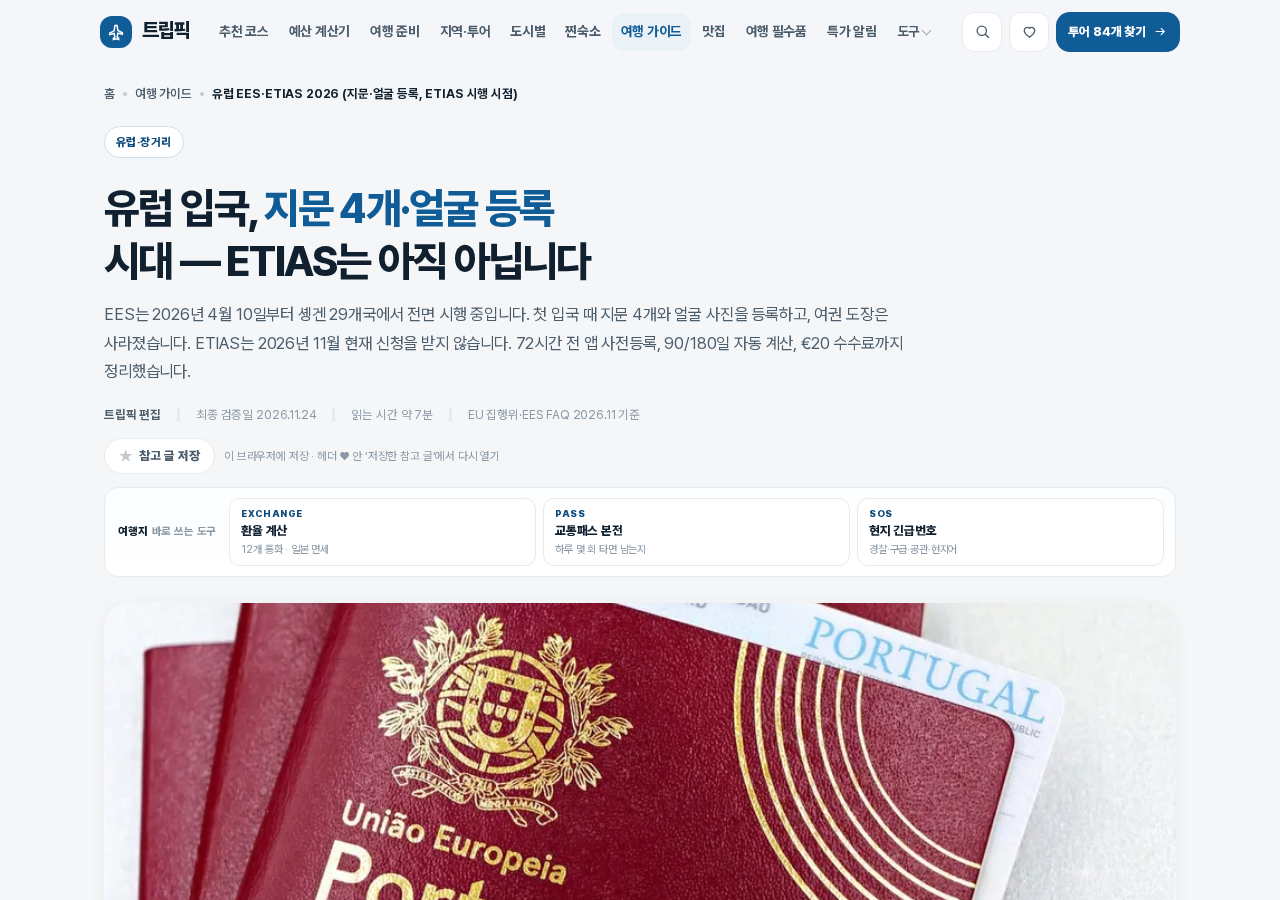 트립픽
추천 코스 예산 계산기 여행 준비 지역·투어 도시별 찐숙소 여행 가이드 맛집 여행 필수품 특가 알림 도구
투어 84개 찾기 →
홈 • 여행 가이드 • 유럽 EES·ETIAS 2026 (지문·얼굴 등록, ETIAS 시행 시점)
유럽·장거리
유럽 입국, 지문 4개·얼굴 등록
시대 — ETIAS는 아직 아닙니다
EES는 2026년 4월 10일부터 솅겐 29개국에서 전면 시행 중입니다. 첫 입국 때 지문 4개와 얼굴 사진을 등록하고, 여권 도장은
사라졌습니다. ETIAS는 2026년 11월 현재 신청을 받지 않습니다. 72시간 전 앱 사전등록, 90/180일 자동 계산, €20 수수료까지
정리했습니다.
트립픽 편집 | 최종 검증일 2026.11.24 | 읽는 시간 약 7분 | EU 집행위·EES FAQ 2026.11 기준
★ 참고 글 저장 이 브라우저에 저장 · 헤더 ♥ 안 ‘저장한 참고 글’에서 다시 열기
여행지 바로 쓰는 도구
EXCHANGE
환율 계산
12개 통화 · 일본 면세
PASS
교통패스 본전
하루 몇 회 타면 남는지
SOS
현지 긴급번호
경찰·구급·공관·현지어
PORTUGAL
União Europeia